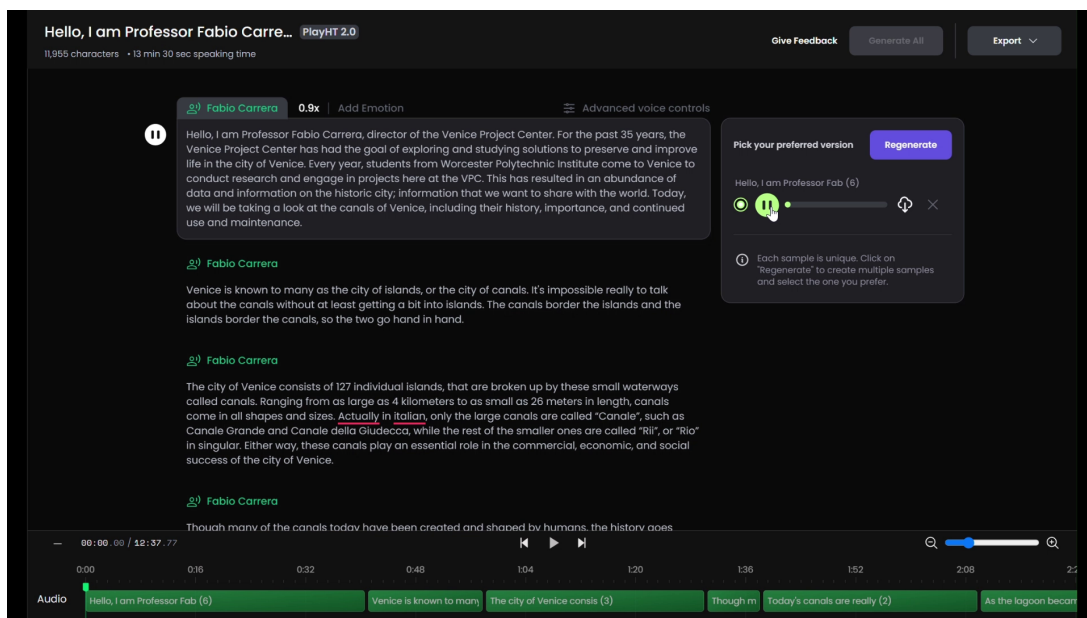 Hello, I am Professor Fabio Carre... PlayHT 2.0
11,955 characters • 13 min 30 sec speaking time
Give Feedback
Generate All
Export
Fabio Carrera 0.9x Add Emotion Advanced voice controls
Hello, I am Professor Fabio Carrera, director of the Venice Project Center. For the past 35 years, the
Venice Project Center has had the goal of exploring and studying solutions to preserve and improve
life in the city of Venice. Every year, students from Worcester Polytechnic Institute come to Venice to
conduct research and engage in projects here at the VPC. This has resulted in an abundance of
data and information on the historic city; information that we want to share with the world. Today,
we will be taking a look at the canals of Venice, including their history, importance, and continued
use and maintenance.
Pick your preferred version Regenerate
Hello, I am Professor Fab (6)
Each sample is unique. Click on
"Regenerate" to create multiple samples
and select the one you prefer.
Fabio Carrera
Venice is known to many as the city of islands, or the city of canals. It's impossible really to talk
about the canals without at least getting a bit into islands. The canals border the islands and the
islands border the canals, so the two go hand in hand.
Fabio Carrera
The city of Venice consists of 127 individual islands, that are broken up by these small waterways
called canals. Ranging from as large as 4 kilometers to as small as 26 meters in length, canals
come in all shapes and sizes. Actually in italian, only the large canals are called “Canale”, such as
Canale Grande and Canale della Giudecca, while the rest of the smaller ones are called “Rii”, or “Rio”
in singular. Either way, these canals play an essential role in the commercial, economic, and social
success of the city of Venice.
Fabio Carrera
Though many of the canals today have been created and shaped by humans, the history goes
00:00.00 / 12:37.77
0:00 0:16 0:32 0:48 1:04 1:20 1:36 1:52 2:08 2:2
Audio
Hello, I am Professor Fab (6) Venice is known to many The city of Venice consis (3) Though m Today's canals are really (2) As the lagoon becam